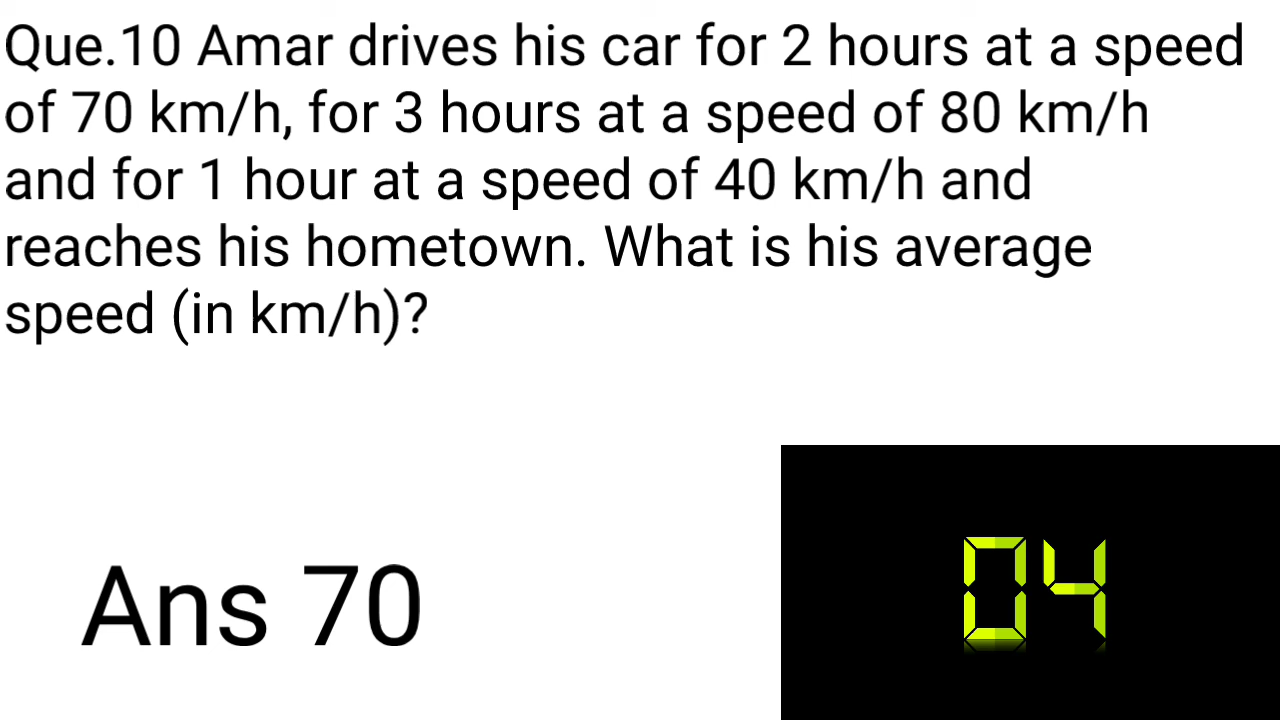 Que.10 Amar drives his car for 2 hours at a speed
of 70 km/h, for 3 hours at a speed of 80 km/h
and for 1 hour at a speed of 40 km/h and
reaches his hometown. What is his average
speed (in km/h)?
Ans 70
04